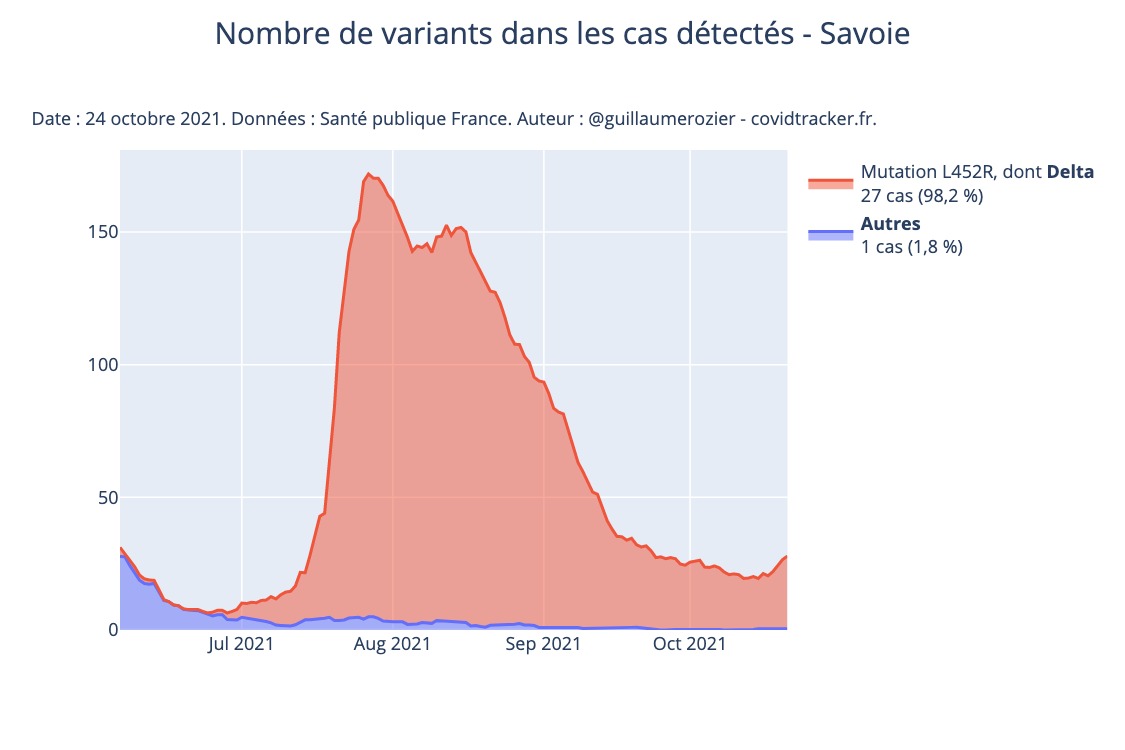 Nombre de variants dans les cas détectés - Savoie
Date : 24 octobre 2021. Données : Santé publique France. Auteur : @guillaumerozier - covidtracker.fr.
Mutation L452R, dont Delta
27 cas (98,2 %)
Autres
1 cas (1,8 %)
150
100
50
0
Jul 2021
Aug 2021
Sep 2021
Oct 2021